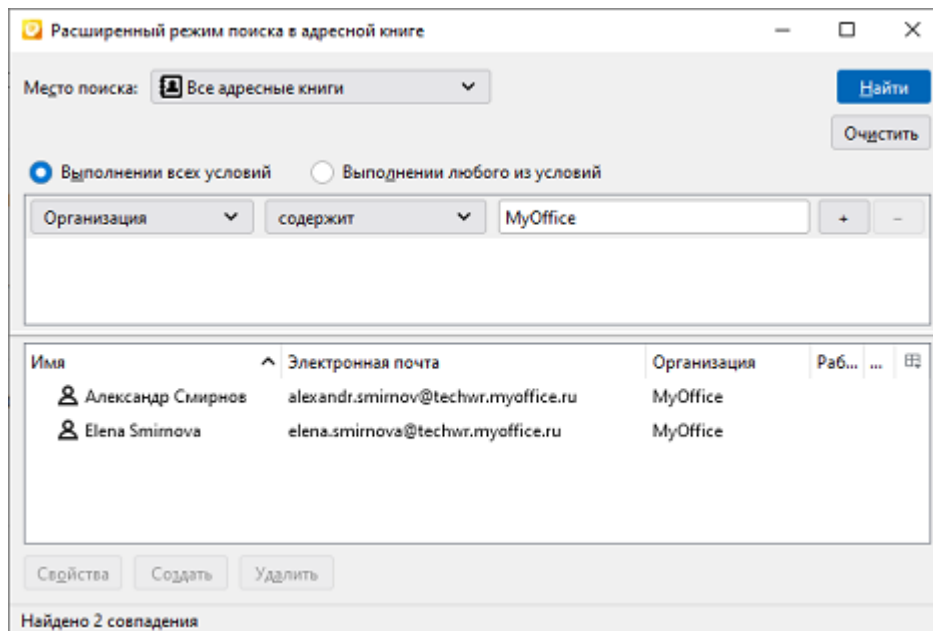 Расширенный режим поиска в адресной книге
Место поиска: Все адресные книги Найти
Очистить
Выполнении всех условий Выполнении любого из условий
Организация содержит MyOffice + -
Имя Электронная почта Организация Раб... ...
Александр Смирнов alexandr.smirnov@techwr.myoffice.ru MyOffice
Elena Smirnova elena.smirnova@techwr.myoffice.ru MyOffice
Свойства Создать Удалить
Найдено 2 совпадения